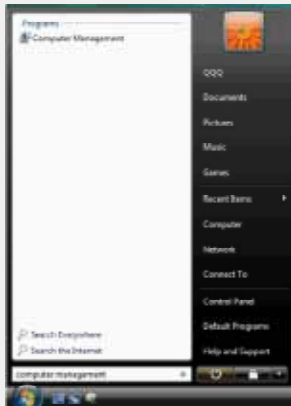 Programs
Computer Management
Search Everywhere
Search the Internet
computer management
QQQ
Documents
Pictures
Music
Games
Recent Items
Computer
Network
Connect To
Control Panel
Default Programs
Help and Support